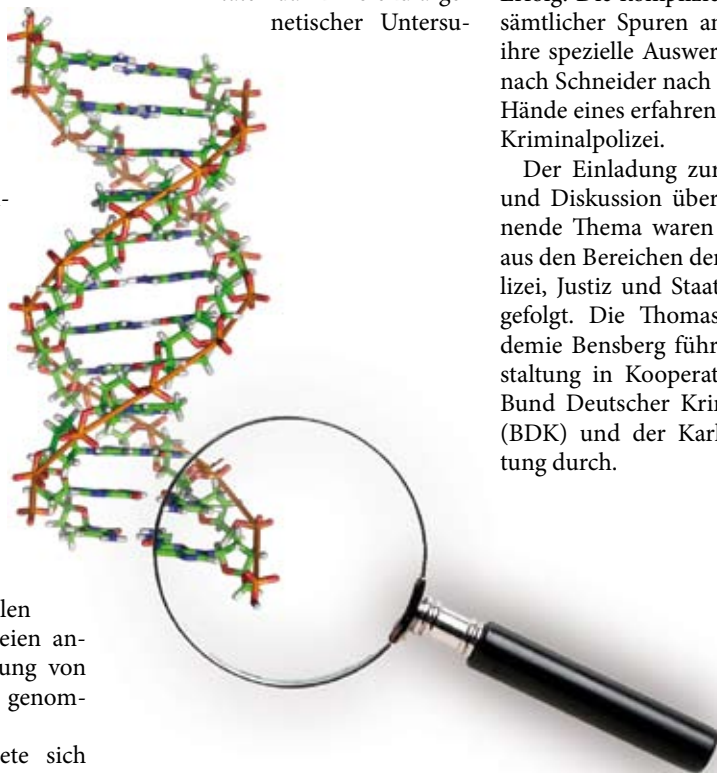 netischer Untersu-
len
eien an-
ung von
genom-
ete sich
sämtlicher Spuren an
ihre spezielle Auswer
nach Schneider nach
Hände eines erfahren
Kriminalpolizei.
Der Einladung zur
und Diskussion über
nende Thema waren
aus den Bereichen der
lizei, Justiz und Staat
gefolgt. Die Thomas
demie Bensberg führ
staltung in Kooperat
Bund Deutscher Krin
(BDK) und der Karl
tung durch.